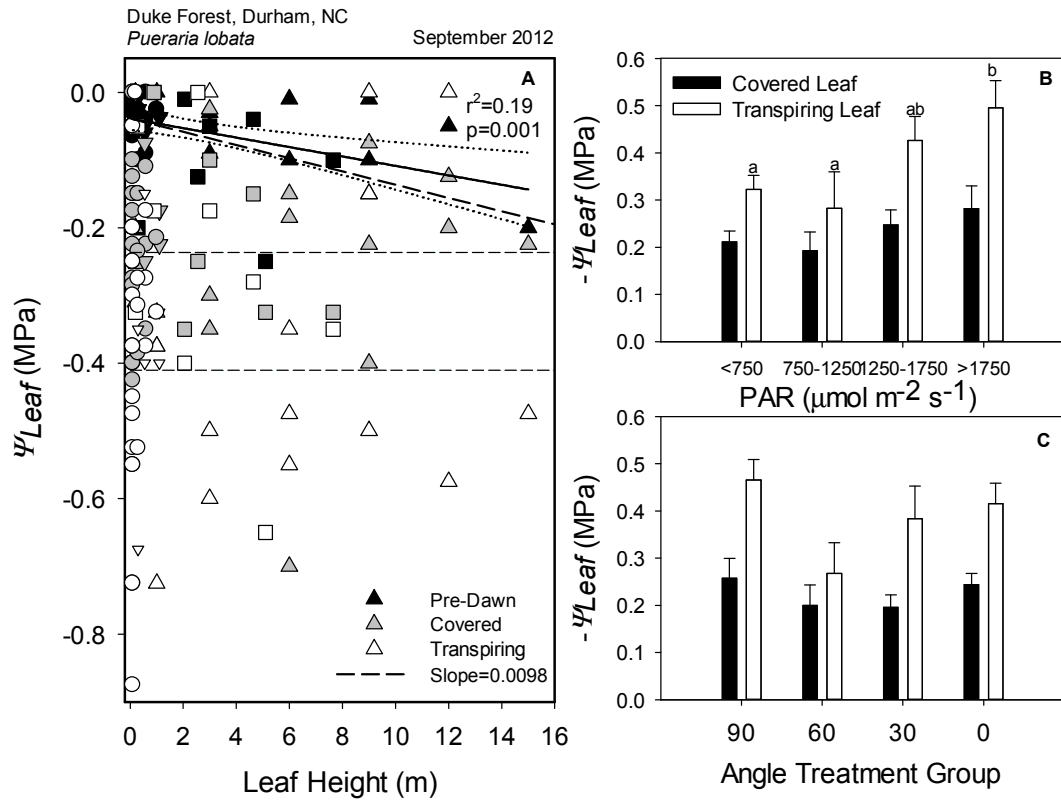 Duke Forest, Durham, NC
Pueraria lobata
September 2012
A
r²=0.19
p=0.001
0.0
-0.2
-0.4
-0.6
-0.8
Ψ_Leaf (MPa)
Pre-Dawn
Covered
Transpiring
Slope=0.0098
0 2 4 6 8 10 12 14 16
Leaf Height (m)
B
Covered Leaf
Transpiring Leaf
a a ab b
0.6
0.5
0.4
0.3
0.2
0.1
0.0
-Ψ_Leaf (MPa)
<750 750-1250 1250-1750 >1750
PAR (μmol m⁻² s⁻¹)
C
0.6
0.5
0.4
0.3
0.2
0.1
0.0
-Ψ_Leaf (MPa)
90 60 30 0
Angle Treatment Group